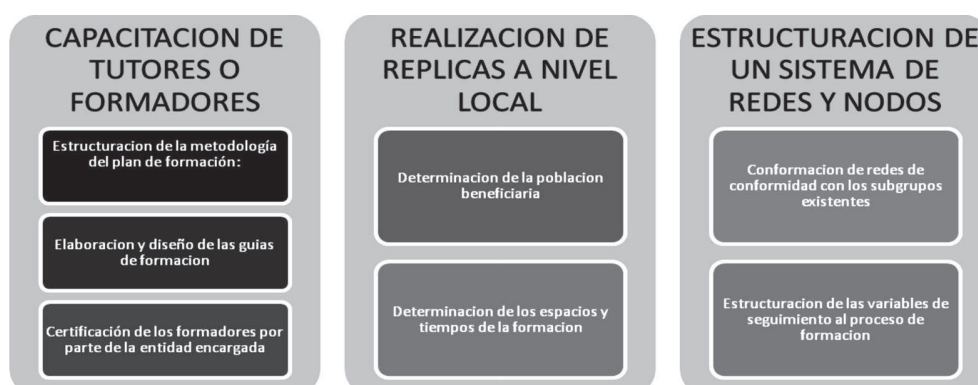 CAPACITACION DE
TUTORES O
FORMADORES
Estructuracion de la metodología
del plan de formación:
Elaboracion y diseño de las guias
de formacion
Certificación de los formadores por
parte de la entidad encargada
REALIZACION DE
REPLICAS A NIVEL
LOCAL
Determinacion de la poblacion
beneficiaria
Determinacion de los espacios y
tiempos de la formacion
ESTRUCTURACION DE
UN SISTEMA DE
REDES Y NODOS
Conformacion de redes de
conformidad con los subgrupos
existentes
Estructuracion de las variables de
seguimiento al proceso de
formacion